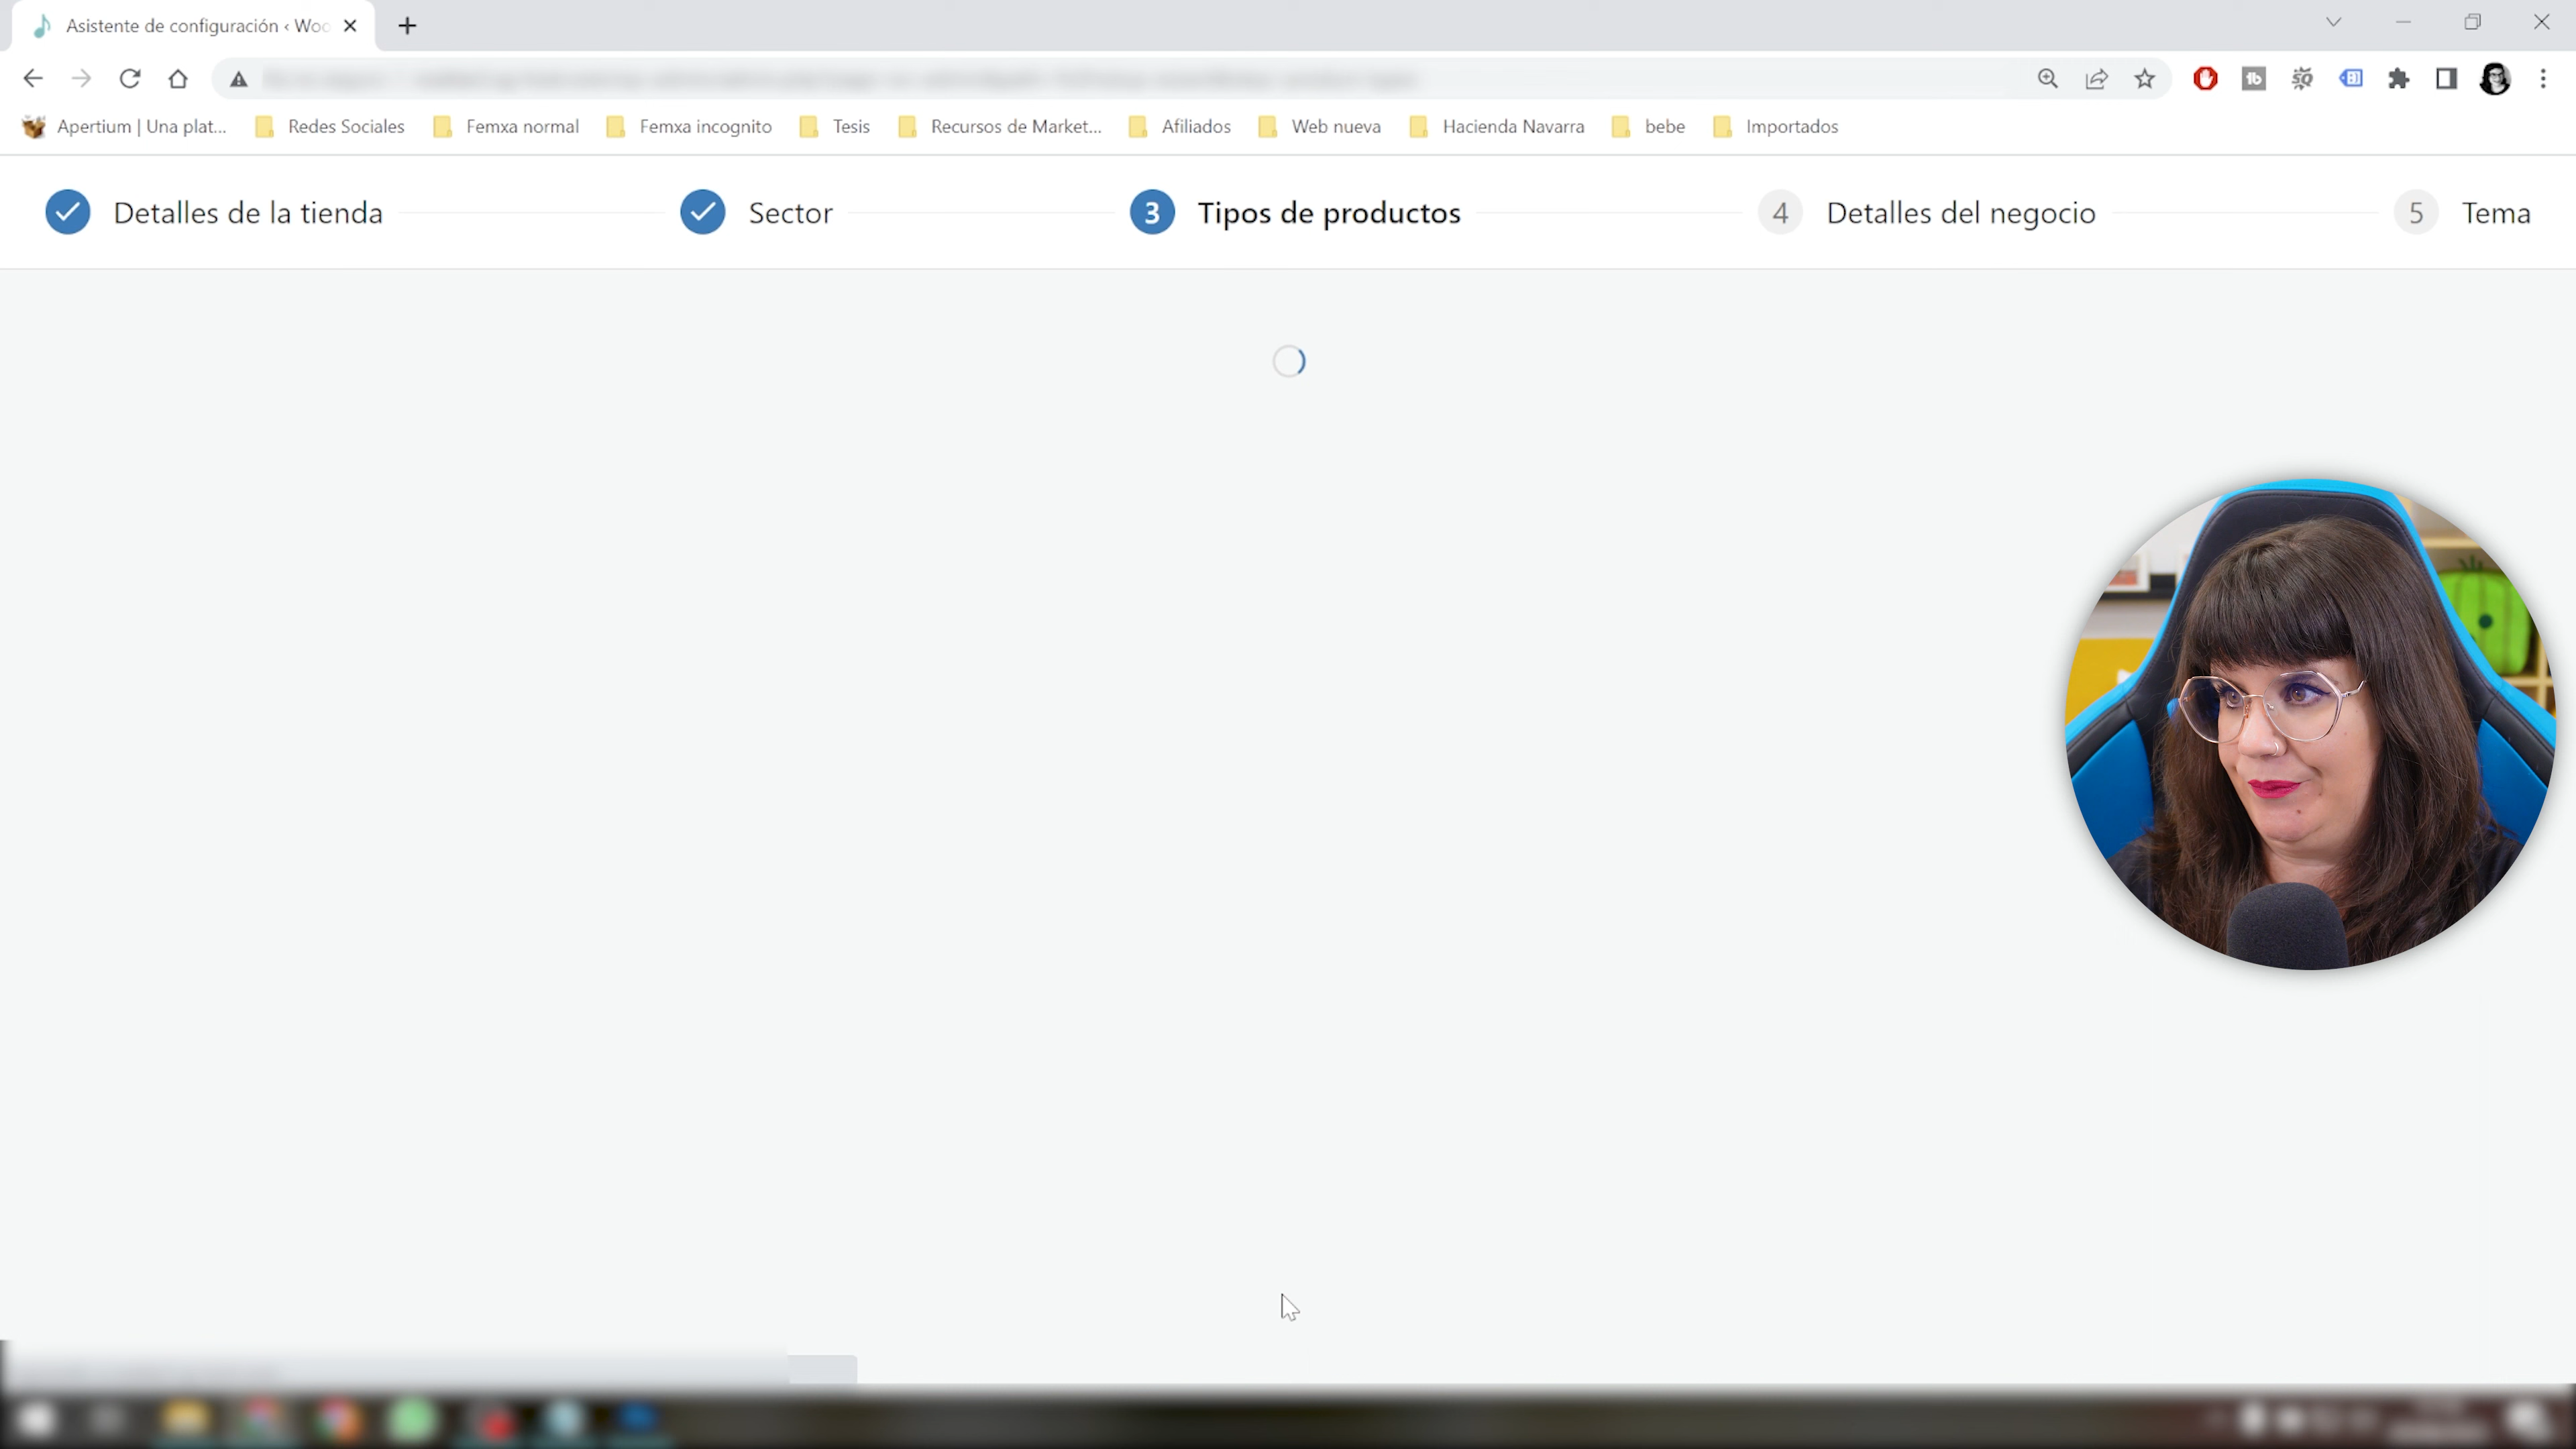 Asistente de configuración ‹ Woo
Apertium | Una plat...
Redes Sociales
Femxa normal
Femxa incognito
Tesis
Recursos de Market...
Afiliados
Web nueva
Hacienda Navarra
bebe
Importados
Detalles de la tienda
Sector
3 Tipos de productos
4 Detalles del negocio
5 Tema